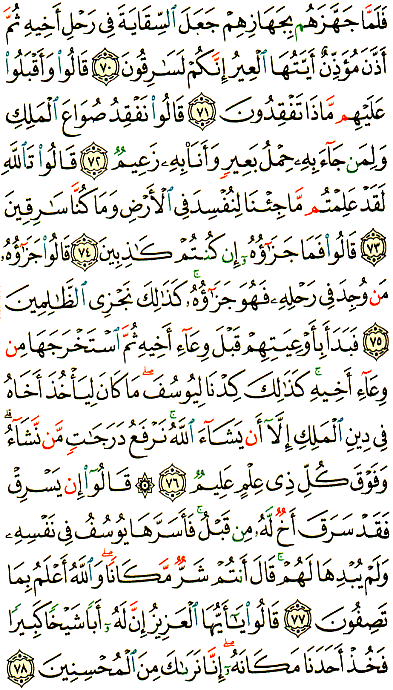 فَلَمَّا جَهَّزَهُم بِجَهَازِهِمْ جَعَلَ ٱلسِّقَايَةَ فِى رَحْلِ أَخِيهِ ثُمَّ
أَذَّنَ مُؤَذِّنٌ أَيَّتُهَا ٱلْعِيرُ إِنَّكُمْ لَسَٰرِقُونَ ٧٠ قَالُوا۟ وَأَقْبَلُوا۟
عَلَيْهِم مَّاذَا تَفْقِدُونَ ٧١ قَالُوا۟ نَفْقِدُ صُوَاعَ ٱلْمَلِكِ
وَلِمَن جَآءَ بِهِۦ حِمْلُ بَعِيرٍ وَأَنَا۠ بِهِۦ زَعِيمٌ ٧٢ قَالُوا۟ تَٱللَّهِ
لَقَدْ عَلِمْتُم مَّا جِئْنَا لِنُفْسِدَ فِى ٱلْأَرْضِ وَمَا كُنَّا سَٰرِقِينَ
٧٣ قَالُوا۟ فَمَا جَزَٰٓؤُهُۥٓ إِن كُنتُمْ كَٰذِبِينَ ٧٤ قَالُوا۟ جَزَٰٓؤُهُۥ
مَن وُجِدَ فِى رَحْلِهِۦ فَهُوَ جَزَٰٓؤُهُۥ ۚ كَذَٰلِكَ نَجْزِى ٱلظَّٰلِمِينَ
٧٥ فَبَدَأَ بِأَوْعِيَتِهِمْ قَبْلَ وِعَآءِ أَخِيهِ ثُمَّ ٱسْتَخْرَجَهَا مِن
وِعَآءِ أَخِيهِ ۚ كَذَٰلِكَ كِدْنَا لِيُوسُفَ ۖ مَا كَانَ لِيَأْخُذَ أَخَاهُ
فِى دِينِ ٱلْمَلِكِ إِلَّآ أَن يَشَآءَ ٱللَّهُ ۚ نَرْفَعُ دَرَجَٰتٍ مَّن نَّشَآءُ ۗ
وَفَوْقَ كُلِّ ذِى عِلْمٍ عَلِيمٌ ٧٦ ۞ قَالُوٓا۟ إِن يَسْرِقْ
فَقَدْ سَرَقَ أَخٌ لَّهُۥ مِن قَبْلُ ۚ فَأَسَرَّهَا يُوسُفُ فِى نَفْسِهِۦ
وَلَمْ يُبْدِهَا لَهُمْ ۚ قَالَ أَنتُمْ شَرٌّ مَّكَانًا ۖ وَٱللَّهُ أَعْلَمُ بِمَا
تَصِفُونَ ٧٧ قَالُوا۟ يَٰٓأَيُّهَا ٱلْعَزِيزُ إِنَّ لَهُۥٓ أَبًا شَيْخًا كَبِيرًا
فَخُذْ أَحَدَنَا مَكَانَهُۥٓ ۖ إِنَّا نَرَىٰكَ مِنَ ٱلْمُحْسِنِينَ ٧٨